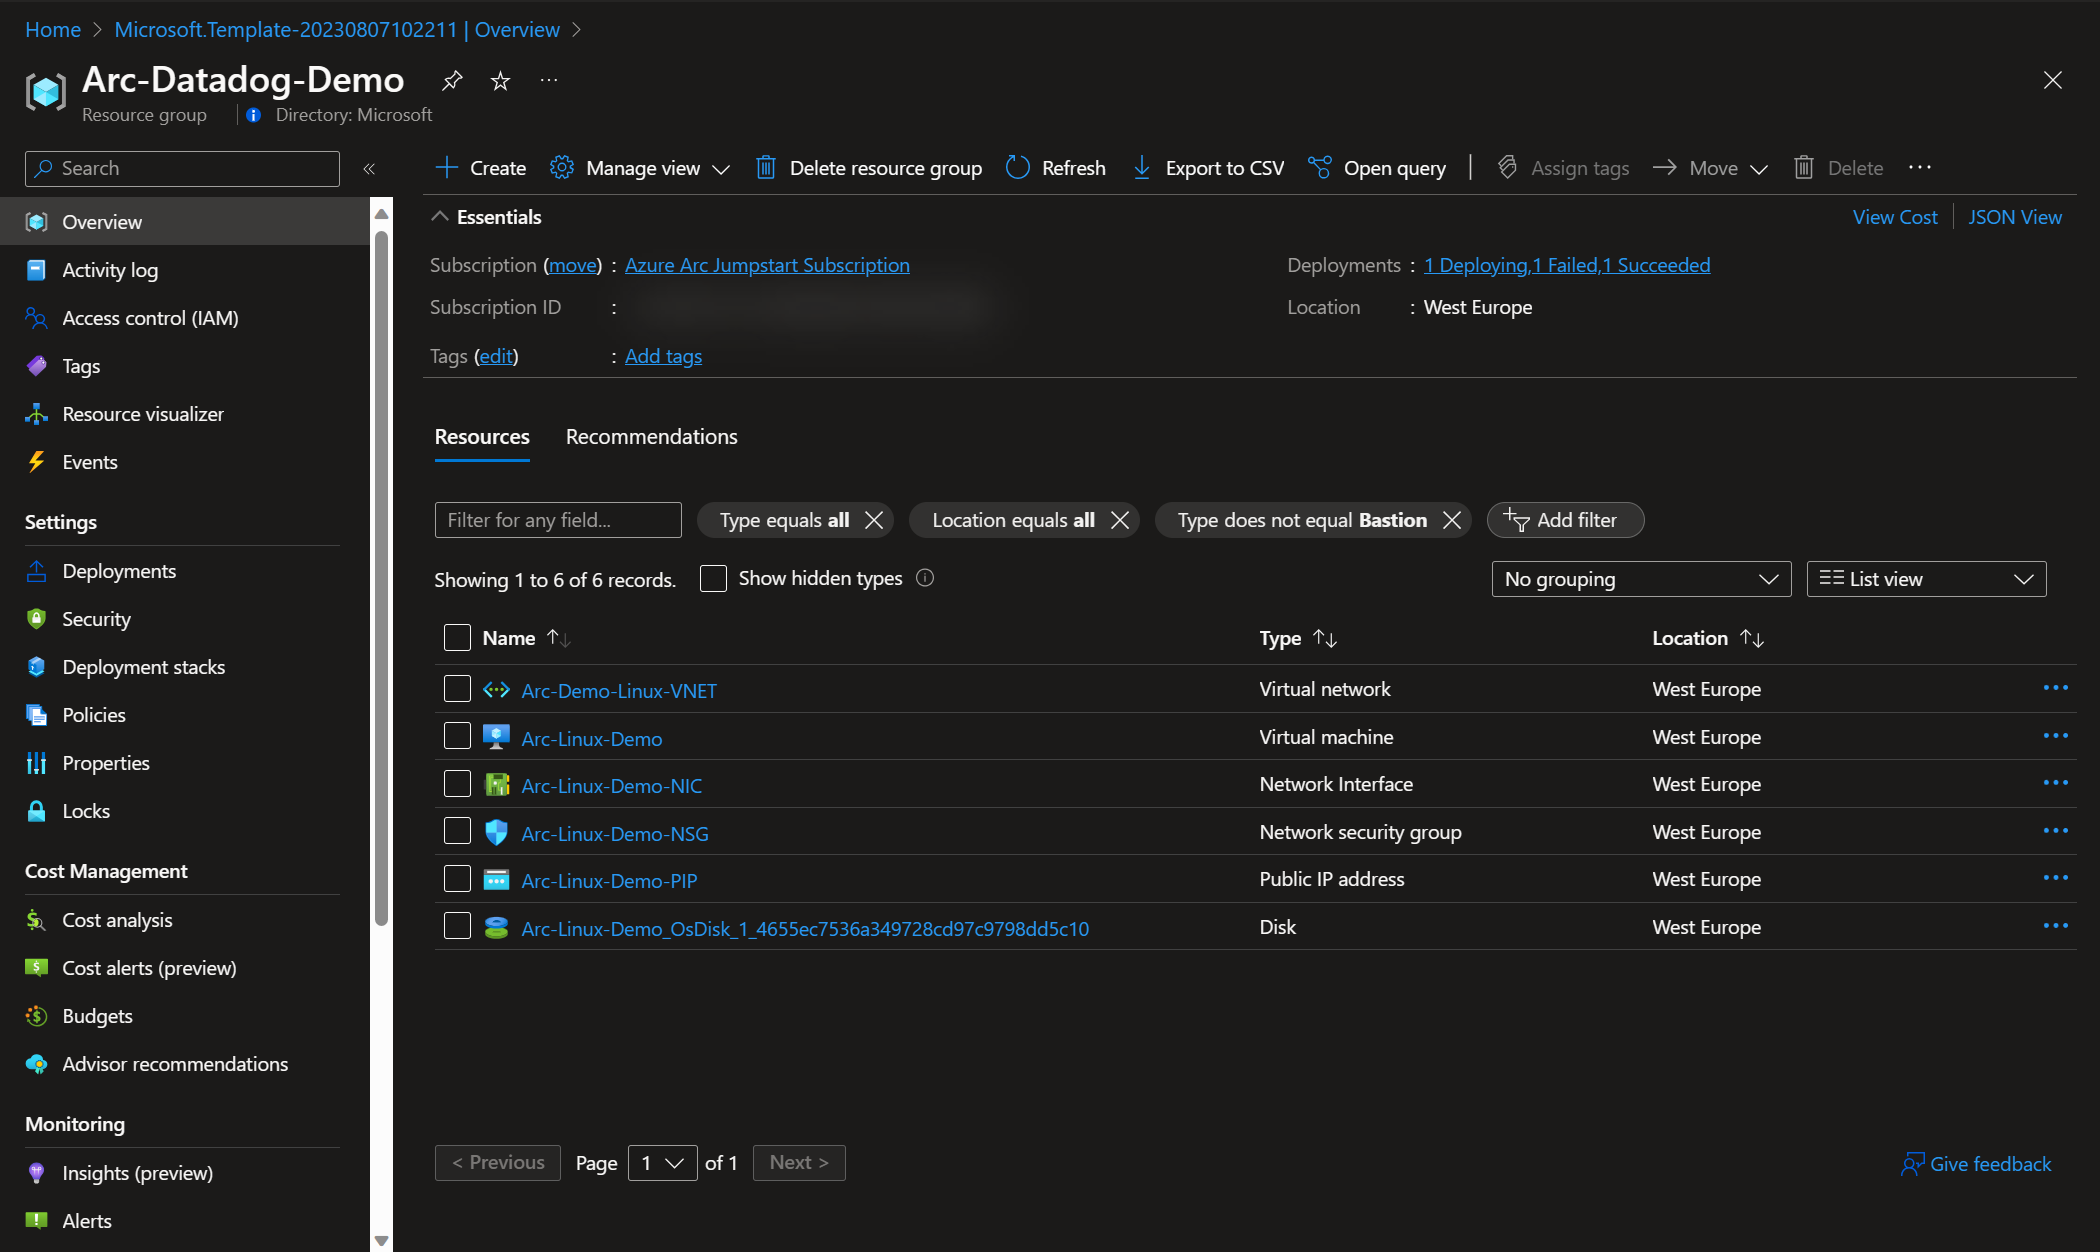 Home > Microsoft.Template-20230807102211 | Overview >
Arc-Datadog-Demo ...
Resource group | Directory: Microsoft
Search «
Overview
Activity log
Access control (IAM)
Tags
Resource visualizer
Events
Settings
Deployments
Security
Deployment stacks
Policies
Properties
Locks
Cost Management
Cost analysis
Cost alerts (preview)
Budgets
Advisor recommendations
Monitoring
Insights (preview)
Alerts
Create Manage view Delete resource group Refresh Export to CSV Open query | Assign tags Move Delete ...
Essentials View Cost | JSON View
Subscription (move) : Azure Arc Jumpstart Subscription Deployments : 1 Deploying,1 Failed,1 Succeeded
Subscription ID : Location : West Europe
Tags (edit) : Add tags
Resources Recommendations
Filter for any field... Type equals all Location equals all Type does not equal Bastion Add filter
Showing 1 to 6 of 6 records. Show hidden types No grouping List view
Name Type Location
Arc-Demo-Linux-VNET Virtual network West Europe ...
Arc-Linux-Demo Virtual machine West Europe ...
Arc-Linux-Demo-NIC Network Interface West Europe ...
Arc-Linux-Demo-NSG Network security group West Europe ...
Arc-Linux-Demo-PIP Public IP address West Europe ...
Arc-Linux-Demo_OsDisk_1_4655ec7536a349728cd97c9798dd5c10 Disk West Europe ...
< Previous Page 1 of 1 Next > Give feedback